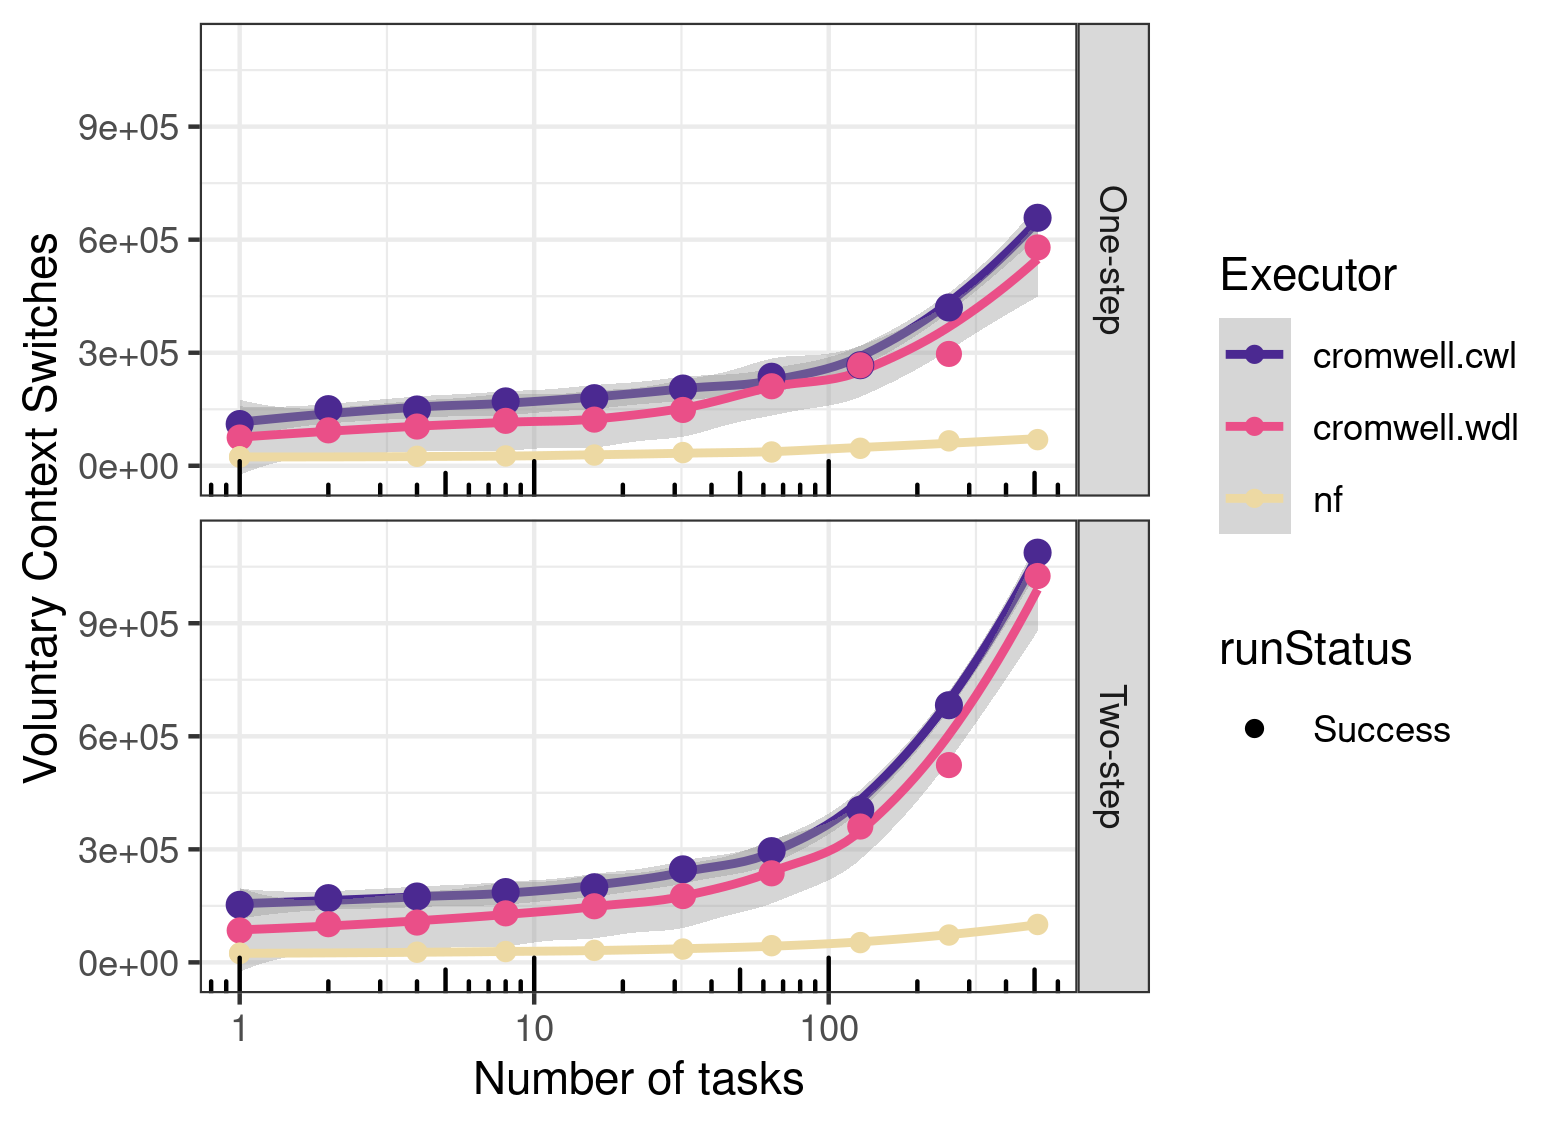 Voluntary Context Switches
9e+05
6e+05
3e+05
0e+00
One-step
9e+05
6e+05
3e+05
0e+00
Two-step
1 10 100
Number of tasks
Executor
cromwell.cwl
cromwell.wdl
nf
runStatus
Success